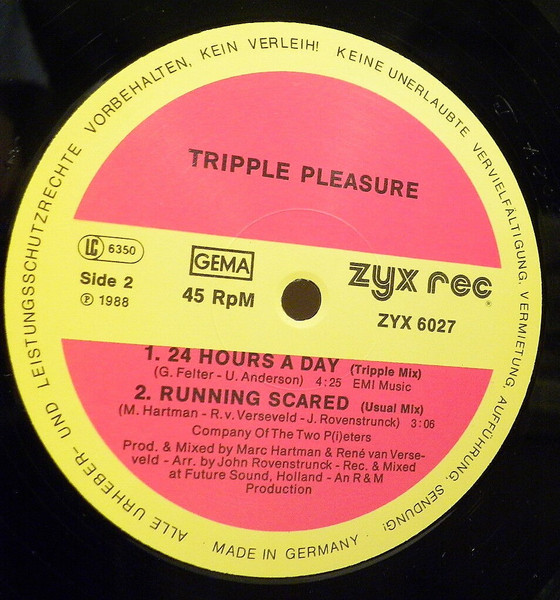 ALLE URHEBER- UND LEISTUNGSSCHUTZRECHTE VORBEHALTEN, KEIN VERLEIH! KEINE UNERLAUBTE VERVIELFÄLTIGUNG, VERMIETUNG, AUFFÜHRUNG, SENDUNG!
TRIPPLE PLEASURE
LC 6350
GEMA
zyx rec
®
Side 2
45 RpM
ZYX 6027
℗ 1988
1. 24 HOURS A DAY (Tripple Mix)
(G. Felter - U. Anderson) 4:25 EMI Music
2. RUNNING SCARED (Usual Mix)
(M. Hartman - R. v. Verseveld - J. Rovenstrunck) 3:06
Company Of The Two P(i)eters
Prod. & Mixed by Marc Hartman & René van Verse-
veld - Arr. by John Rovenstrunck - Rec. & Mixed
at Future Sound, Holland - An R & M
Production
MADE IN GERMANY